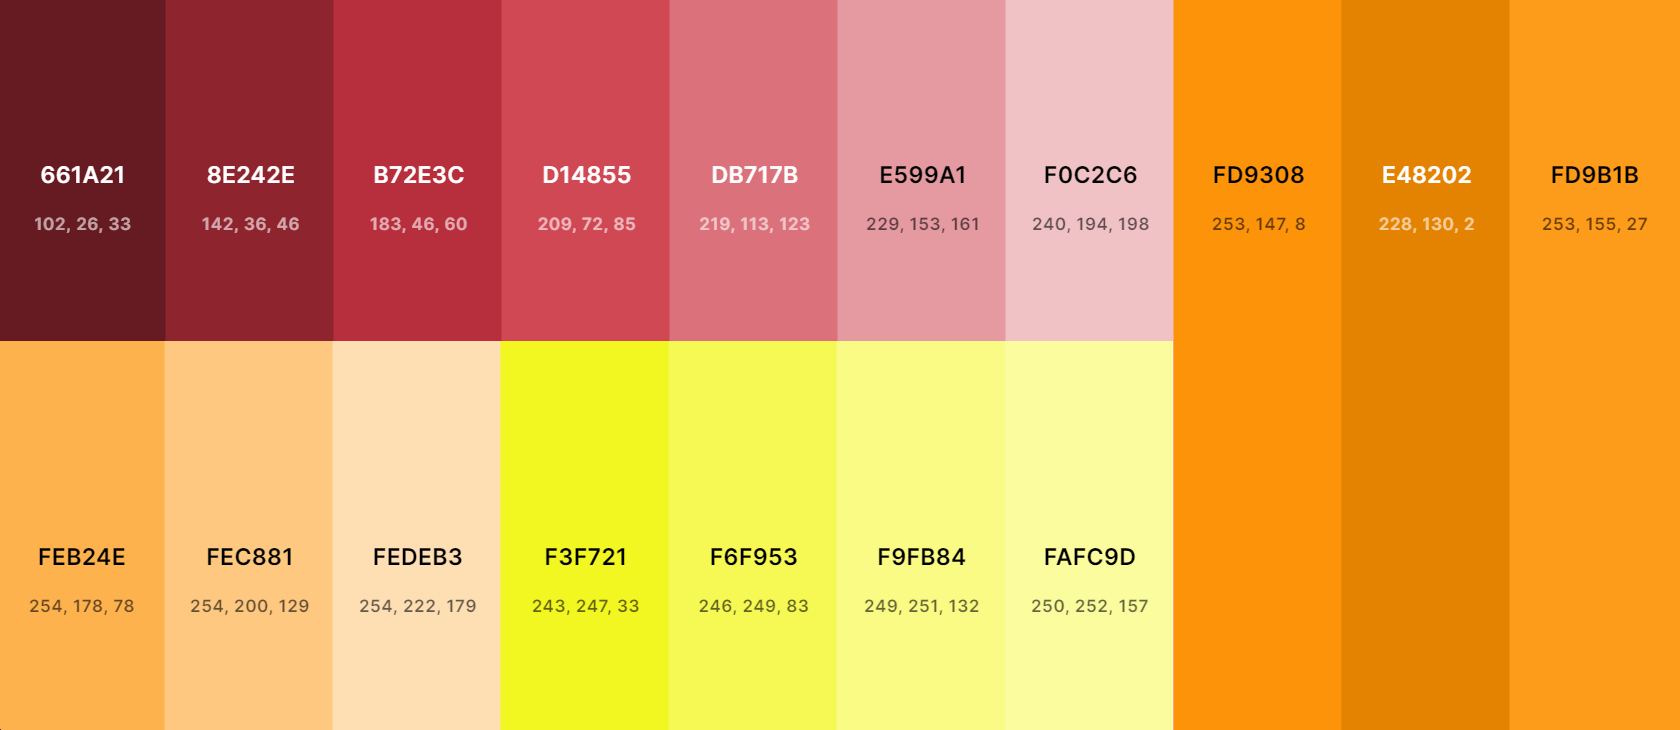 661A21
102, 26, 33
8E242E
142, 36, 46
B72E3C
183, 46, 60
D14855
209, 72, 85
DB717B
219, 113, 123
E599A1
229, 153, 161
F0C2C6
240, 194, 198
FD9308
253, 147, 8
E48202
228, 130, 2
FD9B1B
253, 155, 27
FEB24E
254, 178, 78
FEC881
254, 200, 129
FEDEB3
254, 222, 179
F3F721
243, 247, 33
F6F953
246, 249, 83
F9FB84
249, 251, 132
FAFC9D
250, 252, 157